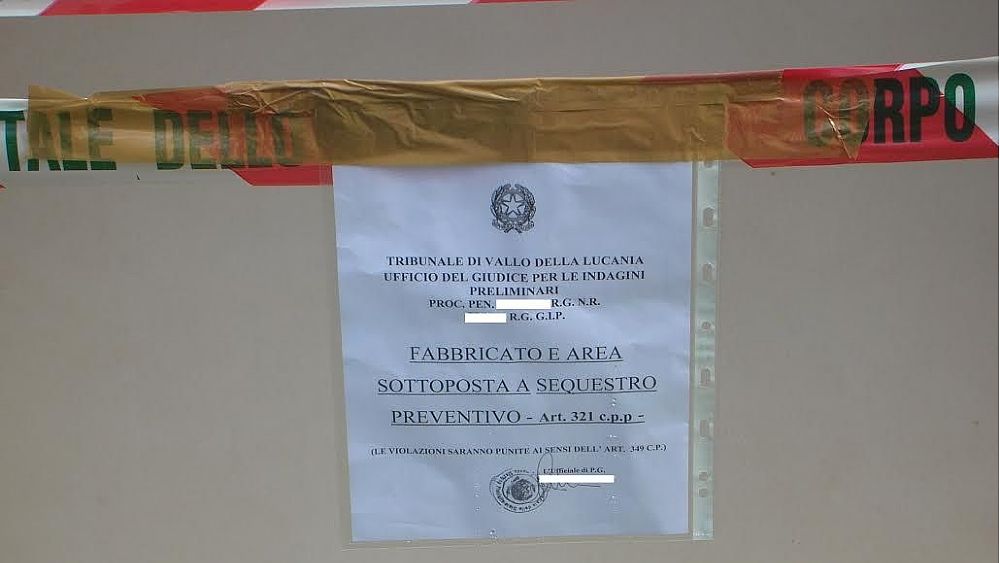 TALE DELLO CORPO
TRIBUNALE DI VALLO DELLA LUCANIA
UFFICIO DEL GIUDICE PER LE INDAGINI
PRELIMINARI
PROC, PEN. R.G. N.R.
R.G. G.I.P.
FABBRICATO E AREA
SOTTOPOSTA A SEQUESTRO
PREVENTIVO - Art. 321 c.p.p -
(LE VIOLAZIONI SARANNO PUNITE AI SENSI DELL' ART. 349 C.P.)
L'Ufficiale di P.G.